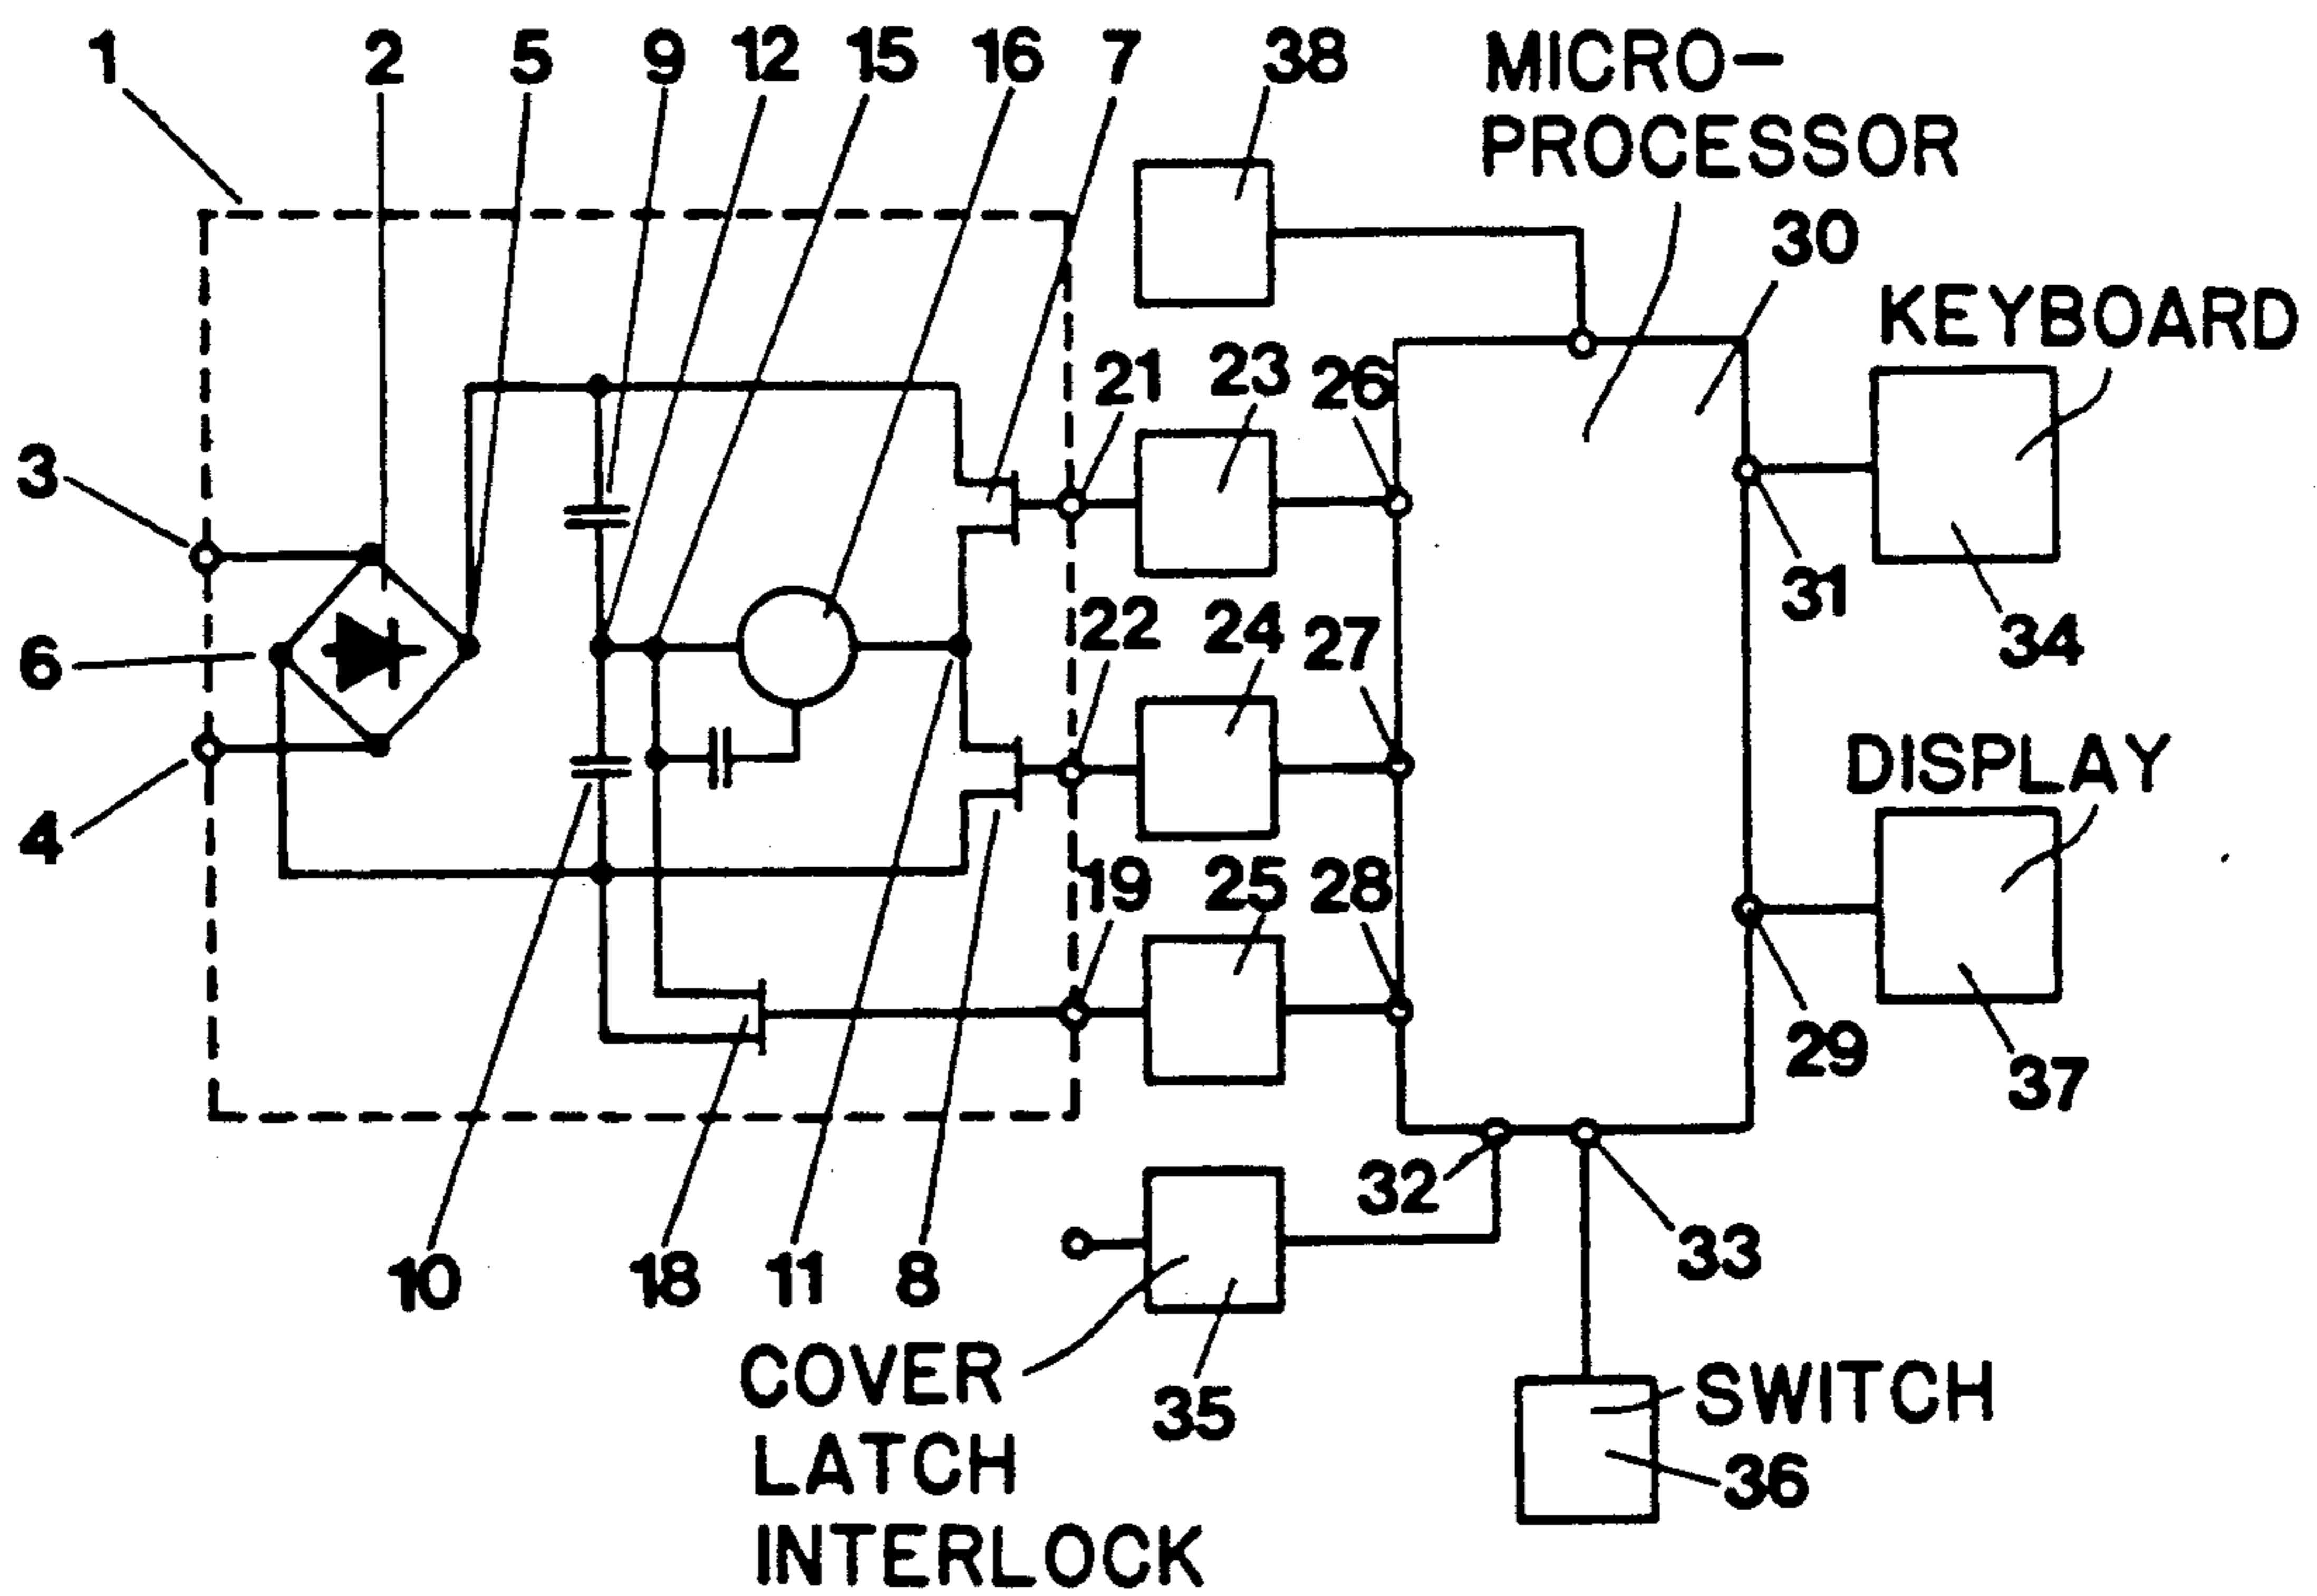 1 2 5 9 12 15 16 7 38 MICRO-
PROCESSOR
30
KEYBOARD
21 23 26
3
31
22 24 27
34
6
DISPLAY
4
19 25 28
29
37
32
33
10 18 11 8
COVER
35
SWITCH
LATCH
36
INTERLOCK